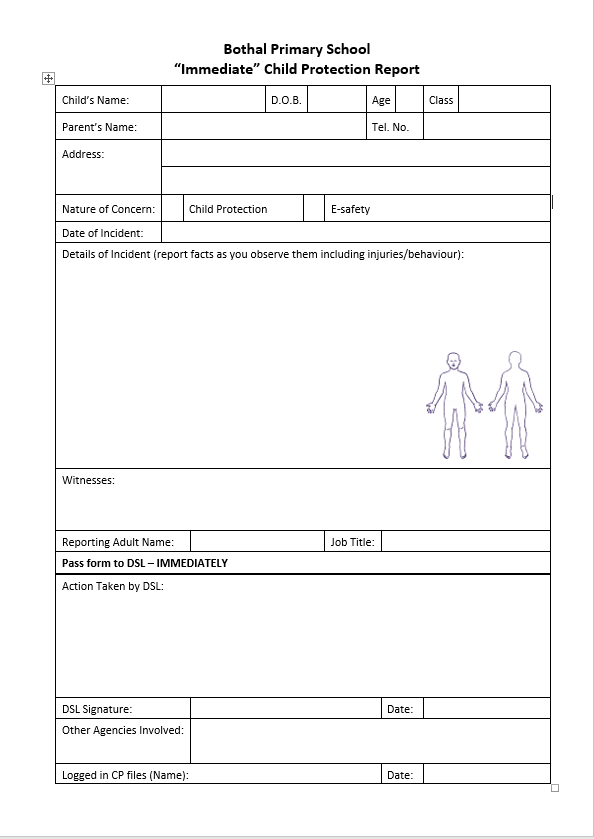 Bothal Primary School
“Immediate” Child Protection Report
Child’s Name: D.O.B. Age Class
Parent’s Name: Tel. No.
Address:
Nature of Concern: Child Protection E-safety
Date of Incident:
Details of Incident (report facts as you observe them including injuries/behaviour):
Witnesses:
Reporting Adult Name: Job Title:
Pass form to DSL – IMMEDIATELY
Action Taken by DSL:
DSL Signature: Date:
Other Agencies Involved:
Logged in CP files (Name): Date: